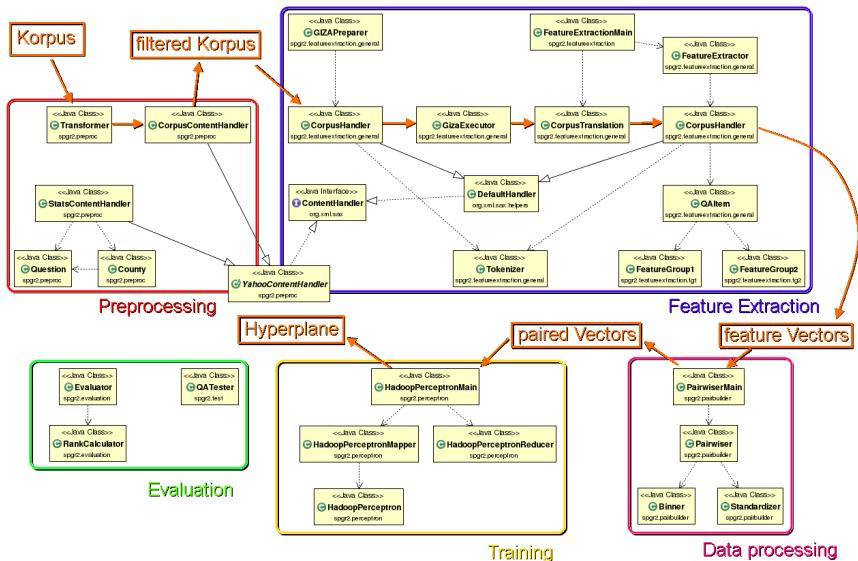 Korpus
filtered Korpus
<<Java Class>>
GIZAPreparer
spgr2.featureextraction.general
<<Java Class>>
FeatureExtractionMain
spgr2.featureextraction
<<Java Class>>
FeatureExtractor
spgr2.featureextraction.general
<<Java Class>>
Transformer
spgr2.preproc
<<Java Class>>
CorpusContentHandler
spgr2.preproc
<<Java Class>>
CorpusHandler
spgr2.featureextraction.general
<<Java Class>>
GizaExecutor
spgr2.featureextraction.general
<<Java Class>>
CorpusTranslation
spgr2.featureextraction.general
<<Java Class>>
CorpusHandler
spgr2.featureextraction.general
<<Java Class>>
StatsContentHandler
spgr2.preproc
<<Java Interface>>
ContentHandler
org.xml.sax
<<Java Class>>
DefaultHandler
org.xml.sax.helpers
<<Java Class>>
QAItem
spgr2.featureextraction.general
<<Java Class>>
Question
spgr2.preproc
<<Java Class>>
County
spgr2.preproc
<<Java Class>>
YahooContentHandler
spgr2.preproc
<<Java Class>>
Tokenizer
spgr2.featureextraction.general
<<Java Class>>
FeatureGroup1
spgr2.featureextraction.fg1
<<Java Class>>
FeatureGroup2
spgr2.featureextraction.fg2
Preprocessing
Feature Extraction
Hyperplane
paired Vectors
feature Vectors
<<Java Class>>
Evaluator
spgr2.evaluation
<<Java Class>>
QATester
spgr2.test
<<Java Class>>
RankCalculator
spgr2.evaluation
Evaluation
<<Java Class>>
HadoopPerceptronMain
spgr2.perceptron
<<Java Class>>
HadoopPerceptronMapper
spgr2.perceptron
<<Java Class>>
HadoopPerceptronReducer
spgr2.perceptron
<<Java Class>>
HadoopPerceptron
spgr2.perceptron
Training
<<Java Class>>
PairwiserMain
spgr2.pairbuilder
<<Java Class>>
Pairwiser
spgr2.pairbuilder
<<Java Class>>
Binner
spgr2.pairbuilder
<<Java Class>>
Standardizer
spgr2.pairbuilder
Data processing